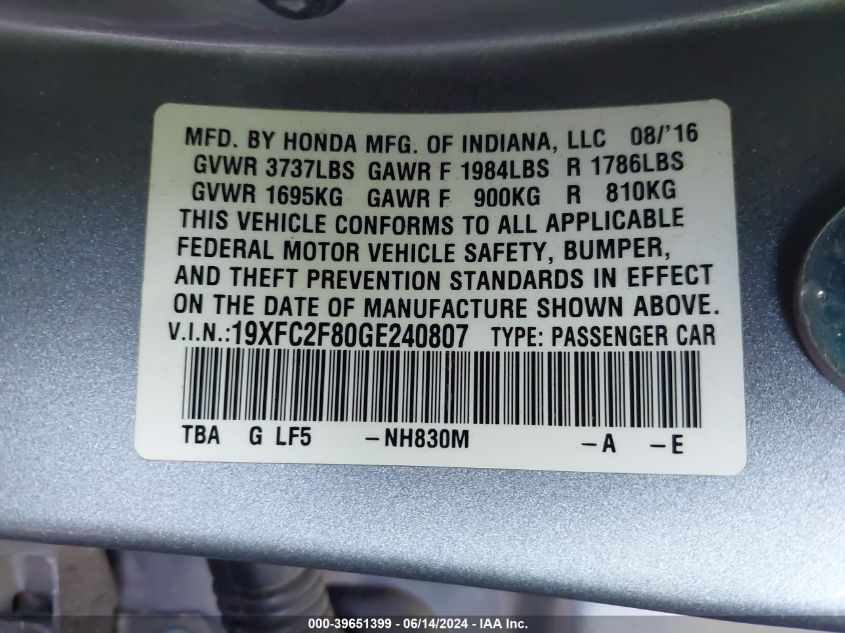 MFD. BY HONDA MFG. OF INDIANA, LLC 08/'16
GVWR 3737LBS GAWR F 1984LBS R 1786LBS
GVWR 1695KG GAWR F 900KG R 810KG
THIS VEHICLE CONFORMS TO ALL APPLICABLE
FEDERAL MOTOR VEHICLE SAFETY, BUMPER,
AND THEFT PREVENTION STANDARDS IN EFFECT
ON THE DATE OF MANUFACTURE SHOWN ABOVE.
V.I.N.:19XFC2F80GE240807 TYPE: PASSENGER CAR
TBA G LF5 -NH830M -A -E
000-39651399 - 06/14/2024 - IAA Inc.